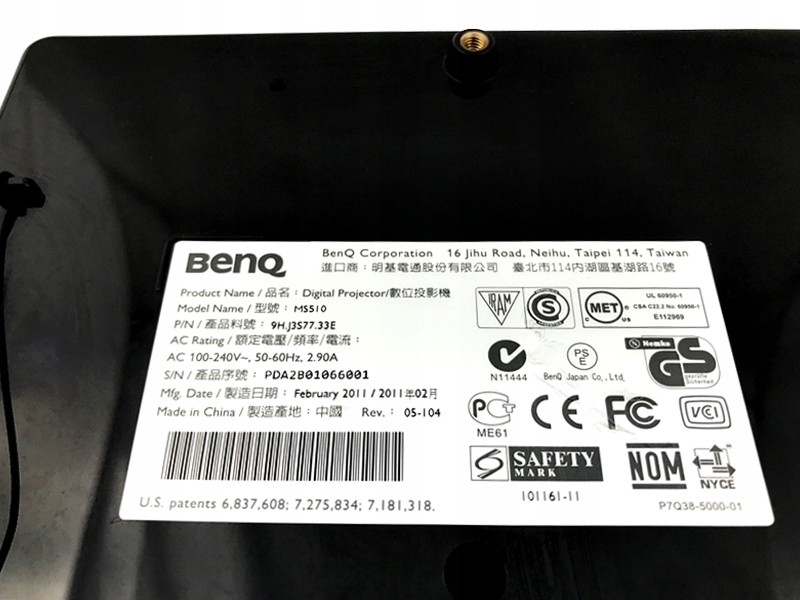 BenQ
BenQ Corporation 16 Jihu Road, Neihu, Taipei 114, Taiwan
進口商：明基電通股份有限公司 臺北市114內湖區基湖路16號
Product Name / 品名：Digital Projector/數位投影機
Model Name / 型號：MS510
P/N / 產品料號：9H.J3S77.33E
AC Rating / 額定電壓/頻率/電流：
AC 100-240V~, 50-60Hz, 2.90A
S/N / 產品序號：PDA2B01066001
Mfg. Date / 製造日期：February 2011 / 2011年02月
Made in China / 製造產地：中國 Rev.：05-104
U.S. patents 6,837,608; 7,275,834; 7,181,318.
IRAM
S
MET
C US
UL 60950-1
CSA C22.2 No. 60950-1
E112969
N11444
PS
E
BenQ Japan Co., Ltd.
Nemko
GS
geprüfte
Sicherheit
ME61
CE
FC
VCI
S SAFETY
MARK
101161-11
NOM
NYCE
P7Q38-5000-01